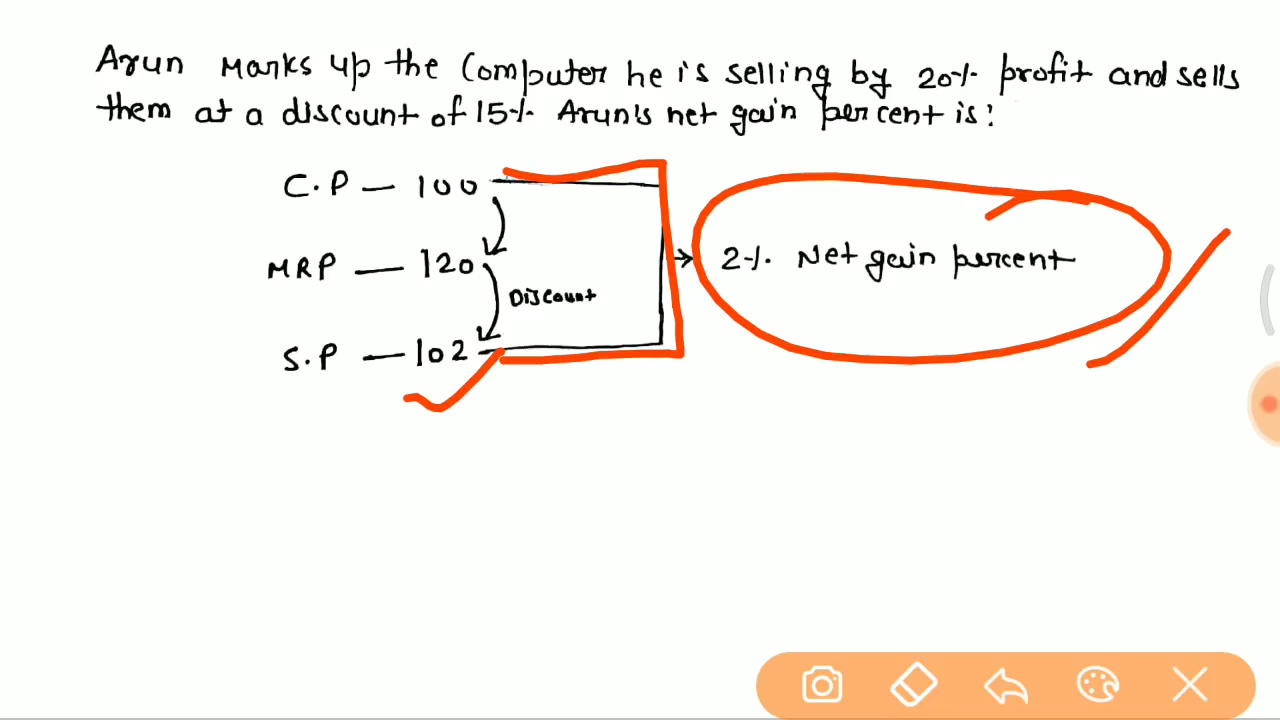 Arun Marks up the Computer he is selling by 20% profit and sells
them at a discount of 15%. Arun's net gain percent is?
C.P — 100
MRP — 120
Discount
S.P — 102
→ 2%. Net gain percent